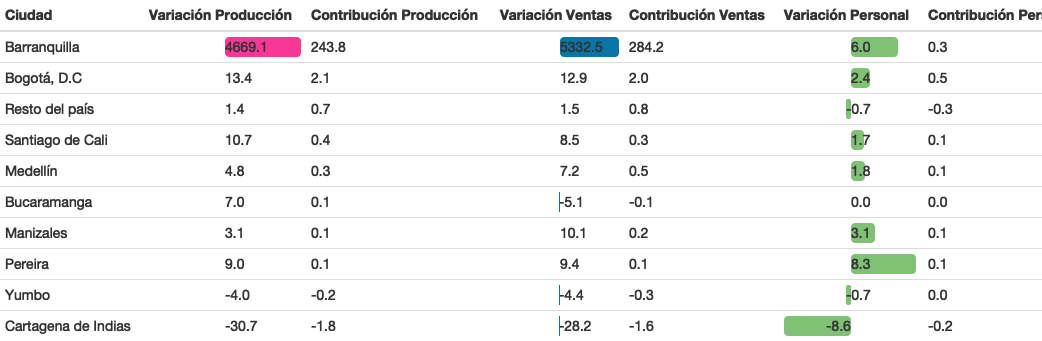 Ciudad Variación Producción Contribución Producción Variación Ventas Contribución Ventas Variación Personal Contribución Pers
Barranquilla 4669.1 243.8 5332.5 284.2 6.0 0.3
Bogotá, D.C 13.4 2.1 12.9 2.0 2.4 0.5
Resto del país 1.4 0.7 1.5 0.8 -0.7 -0.3
Santiago de Cali 10.7 0.4 8.5 0.3 1.7 0.1
Medellín 4.8 0.3 7.2 0.5 1.8 0.1
Bucaramanga 7.0 0.1 -5.1 -0.1 0.0 0.0
Manizales 3.1 0.1 10.1 0.2 3.1 0.1
Pereira 9.0 0.1 9.4 0.1 8.3 0.1
Yumbo -4.0 -0.2 -4.4 -0.3 -0.7 0.0
Cartagena de Indias -30.7 -1.8 -28.2 -1.6 -8.6 -0.2